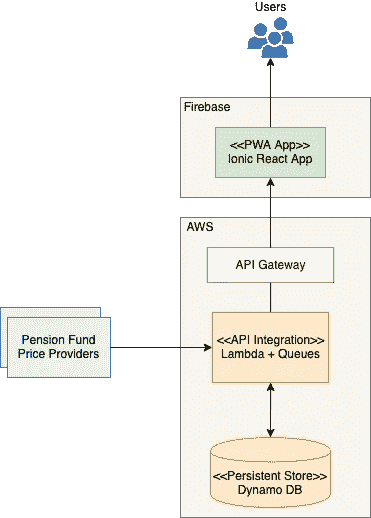 Users
Firebase
<<PWA App>>
Ionic React App
AWS
API Gateway
Pension Fund
Price Providers
<<API Integration>>
Lambda + Queues
<<Persistent Store>>
Dynamo DB